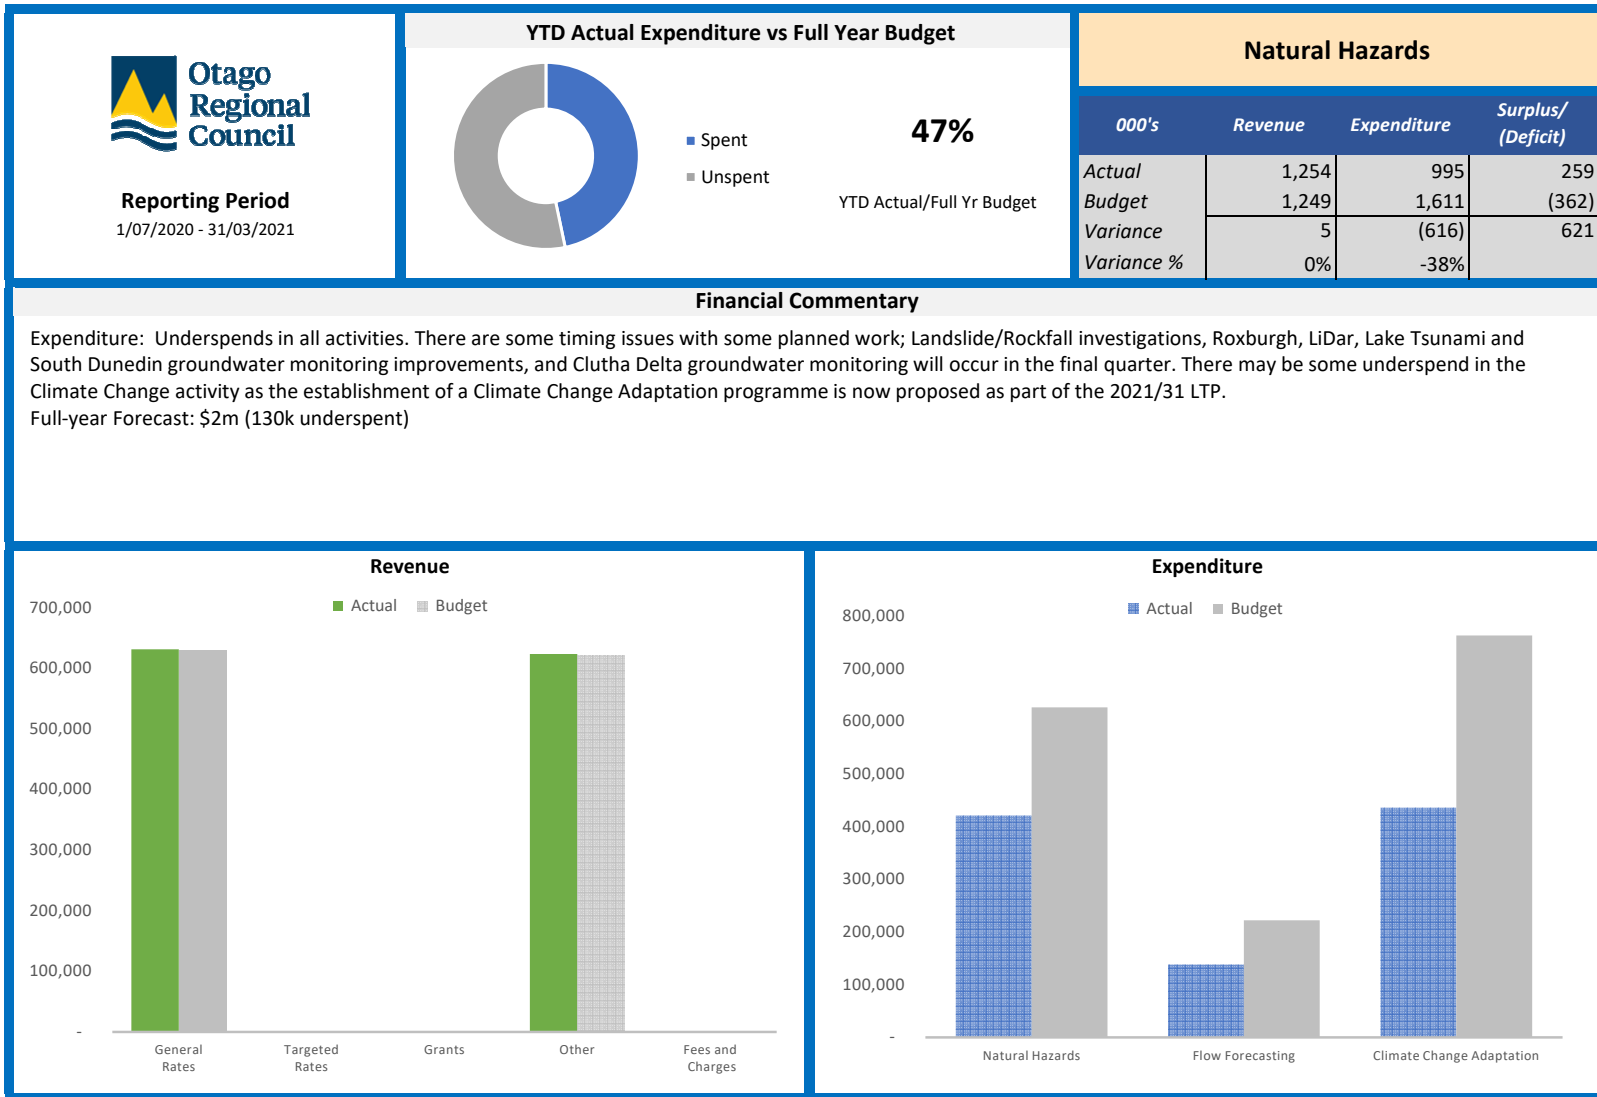 Otago
Regional
Council
Reporting Period
1/07/2020 - 31/03/2021
YTD Actual Expenditure vs Full Year Budget
Spent
Unspent
47%
YTD Actual/Full Yr Budget
Natural Hazards
000's Revenue Expenditure Surplus/ (Deficit)
Actual 1,254 995 259
Budget 1,249 1,611 (362)
Variance 5 (616) 621
Variance % 0% -38%
Financial Commentary
Expenditure: Underspends in all activities. There are some timing issues with some planned work; Landslide/Rockfall investigations, Roxburgh, LiDar, Lake Tsunami and
South Dunedin groundwater monitoring improvements, and Clutha Delta groundwater monitoring will occur in the final quarter. There may be some underspend in the
Climate Change activity as the establishment of a Climate Change Adaptation programme is now proposed as part of the 2021/31 LTP.
Full-year Forecast: $2m (130k underspent)
Revenue
Actual Budget
700,000
600,000
500,000
400,000
300,000
200,000
100,000
-
General
Rates
Targeted
Rates
Grants
Other
Fees and
Charges
Expenditure
Actual Budget
800,000
700,000
600,000
500,000
400,000
300,000
200,000
100,000
-
Natural Hazards
Flow Forecasting
Climate Change Adaptation